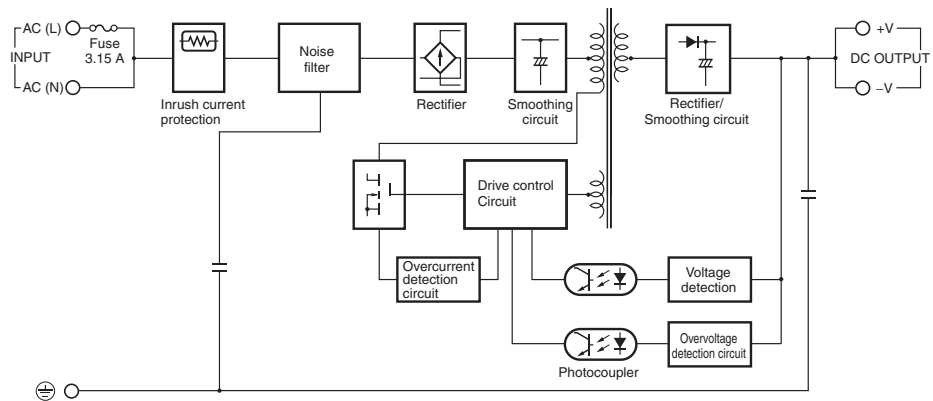 AC (L)
Fuse
3.15 A
INPUT
AC (N)
Inrush current
protection
Noise
filter
Rectifier
Smoothing
circuit
Rectifier/
Smoothing circuit
+V
DC OUTPUT
−V
Drive control
Circuit
Overcurrent
detection
circuit
Voltage
detection
Overvoltage
detection circuit
Photocoupler